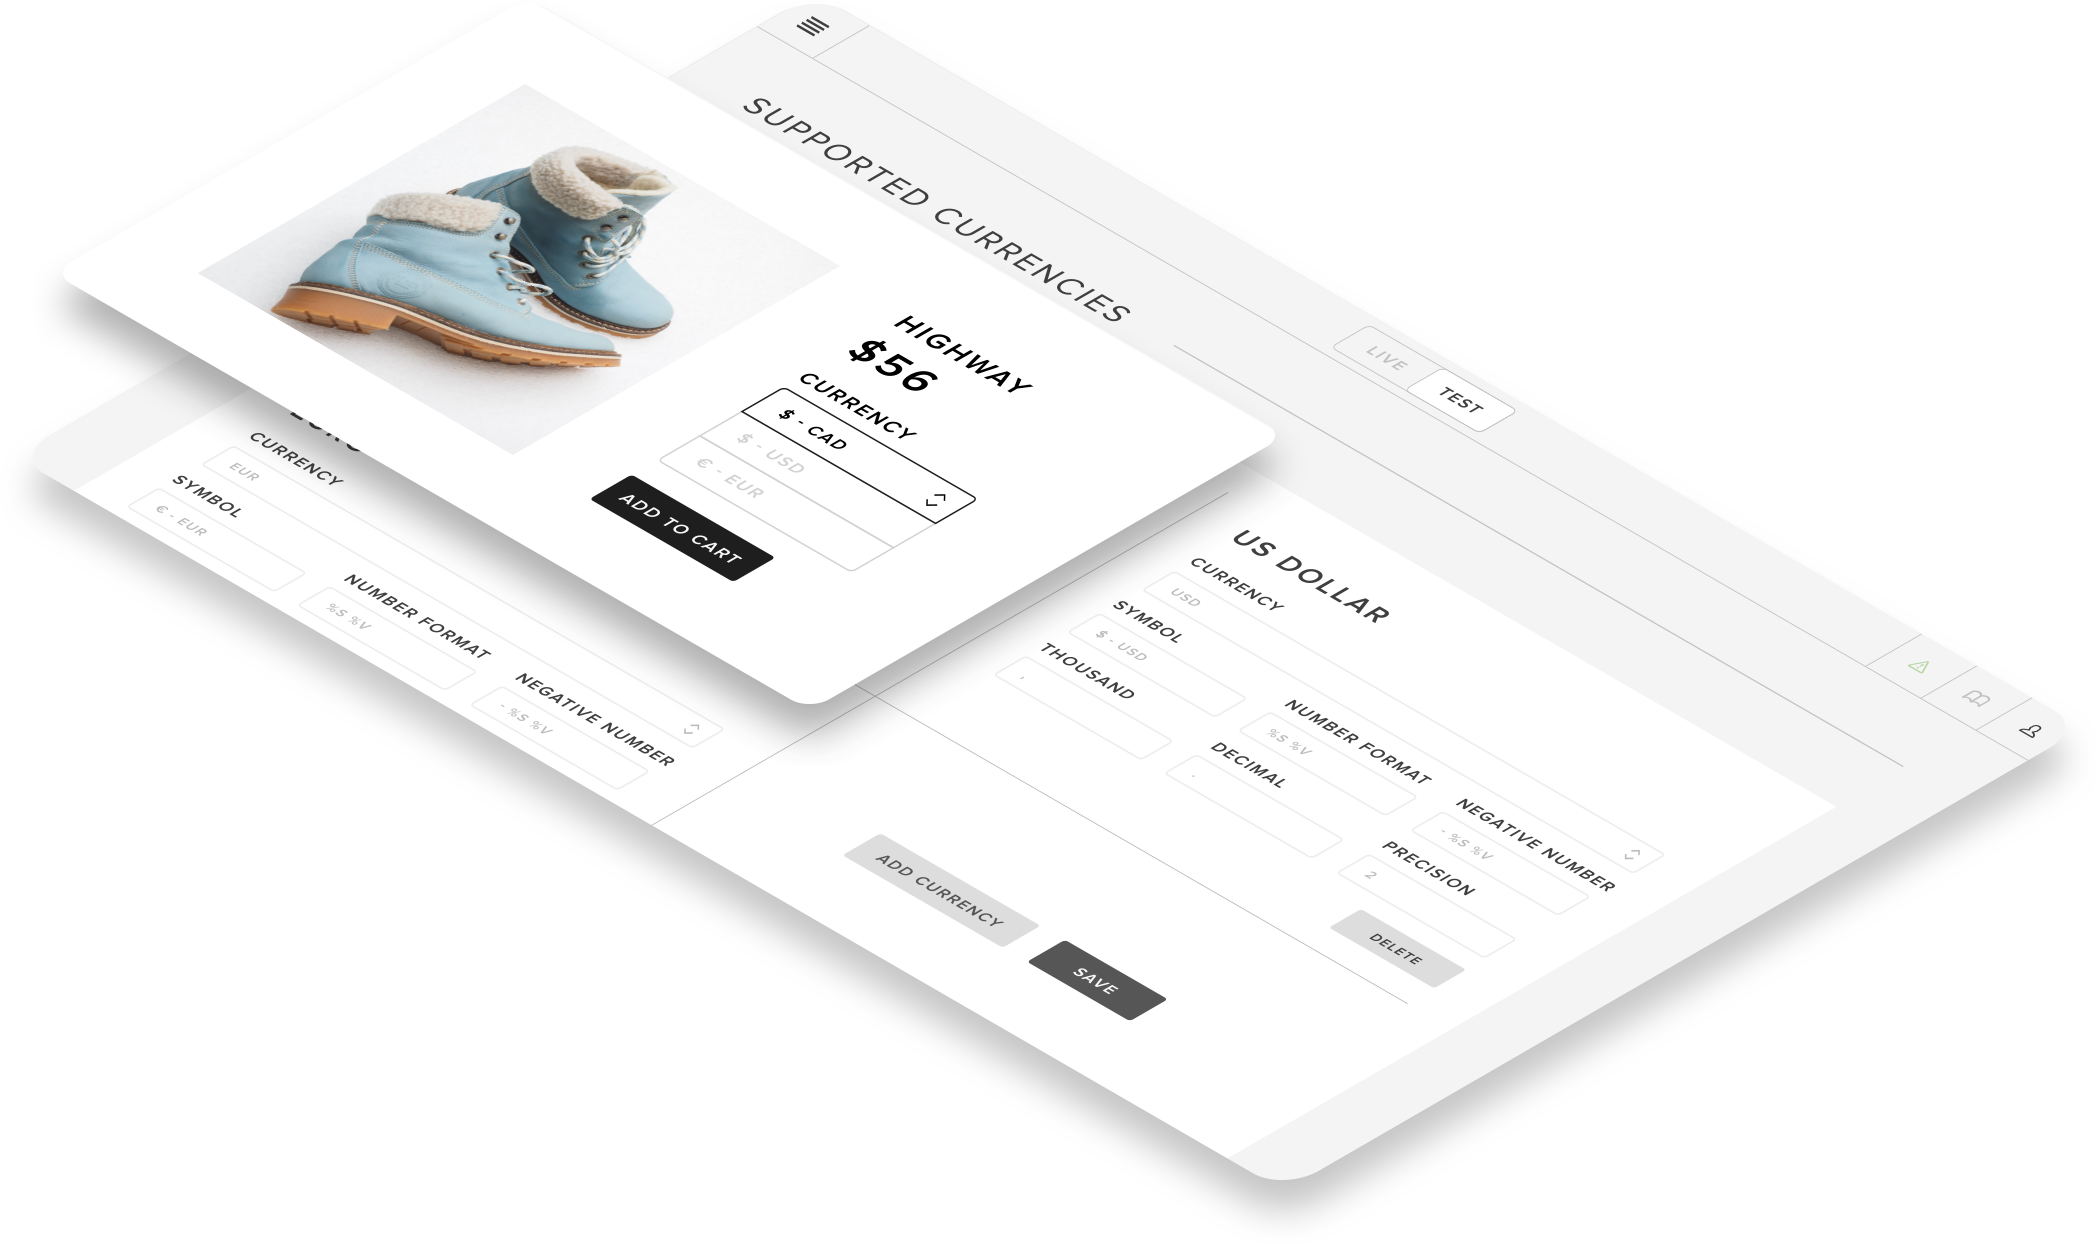 SUPPORTED CURRENCIES
LIVE
TEST
HIGHWAY
$56
CURRENCY
$ - CAD
$ - USD
€ - EUR
ADD TO CART
CURRENCY
EUR
SYMBOL
€ - EUR
NUMBER FORMAT
%S %V
NEGATIVE NUMBER
- %S %V
US DOLLAR
CURRENCY
USD
SYMBOL
$ - USD
NUMBER FORMAT
%S %V
NEGATIVE NUMBER
- %S %V
THOUSAND
,
DECIMAL
.
PRECISION
2
DELETE
ADD CURRENCY
SAVE